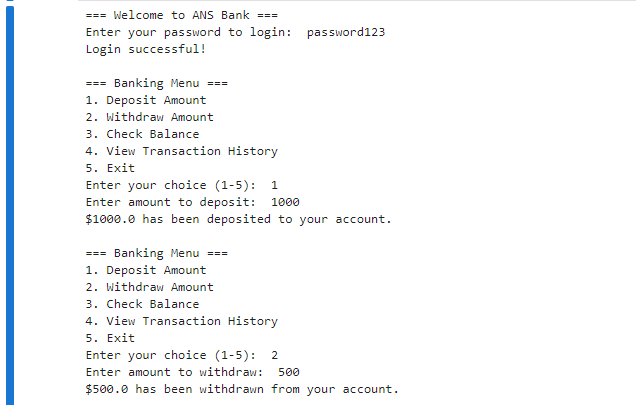 === Welcome to ANS Bank ===
Enter your password to login:  password123
Login successful!
=== Banking Menu ===
1. Deposit Amount
2. Withdraw Amount
3. Check Balance
4. View Transaction History
5. Exit
Enter your choice (1-5):  1
Enter amount to deposit:  1000
$1000.0 has been deposited to your account.
=== Banking Menu ===
1. Deposit Amount
2. Withdraw Amount
3. Check Balance
4. View Transaction History
5. Exit
Enter your choice (1-5):  2
Enter amount to withdraw:  500
$500.0 has been withdrawn from your account.